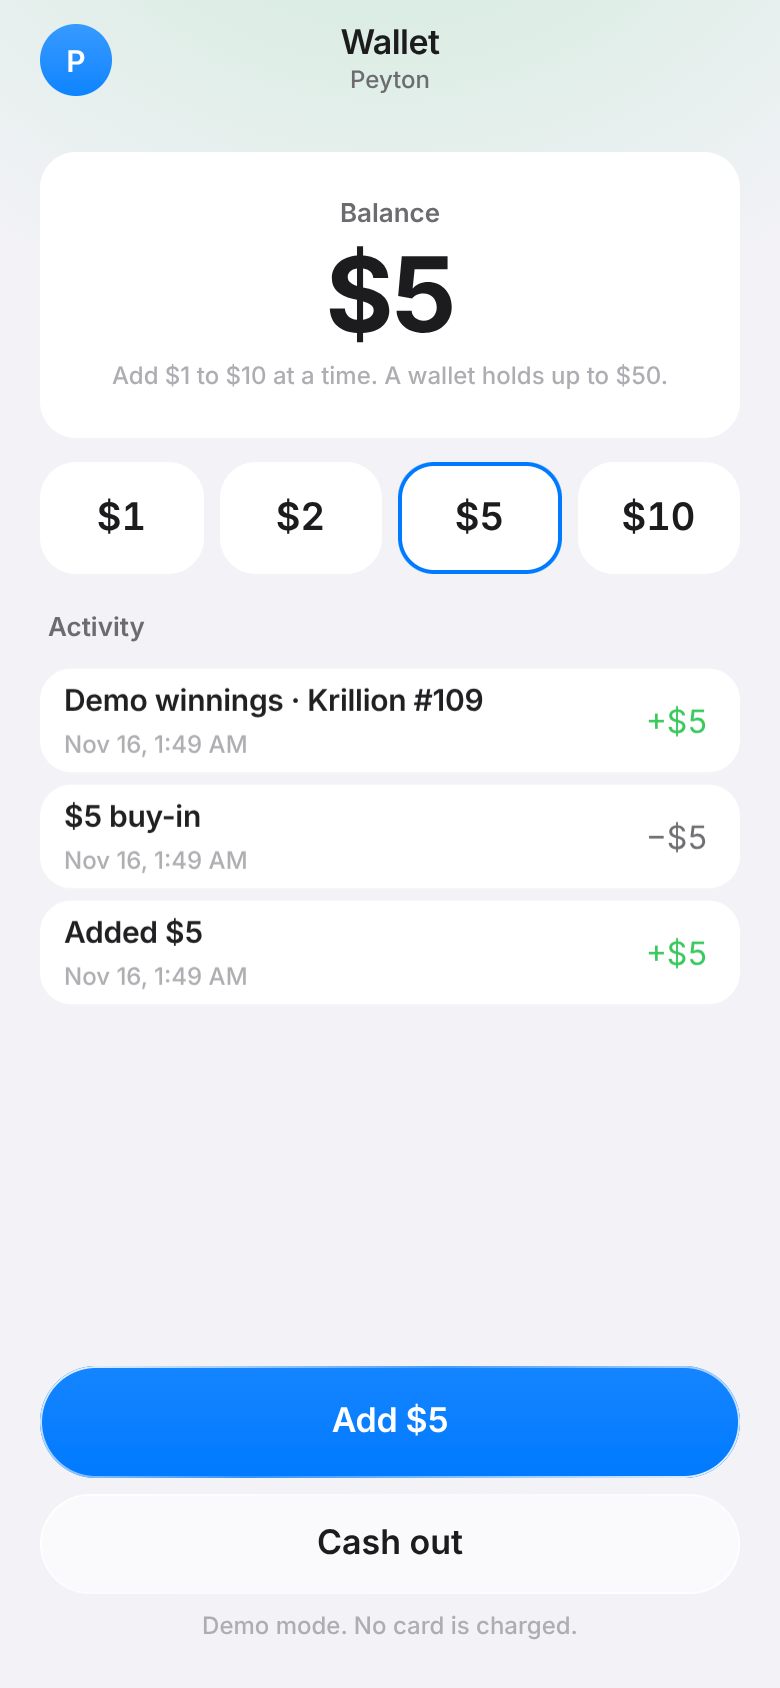 P
Wallet
Peyton
Balance
$5
Add $1 to $10 at a time. A wallet holds up to $50.
$1
$2
$5
$10
Activity
Demo winnings · Krillion #109
Nov 16, 1:49 AM
+$5
$5 buy-in
Nov 16, 1:49 AM
−$5
Added $5
Nov 16, 1:49 AM
+$5
Add $5
Cash out
Demo mode. No card is charged.